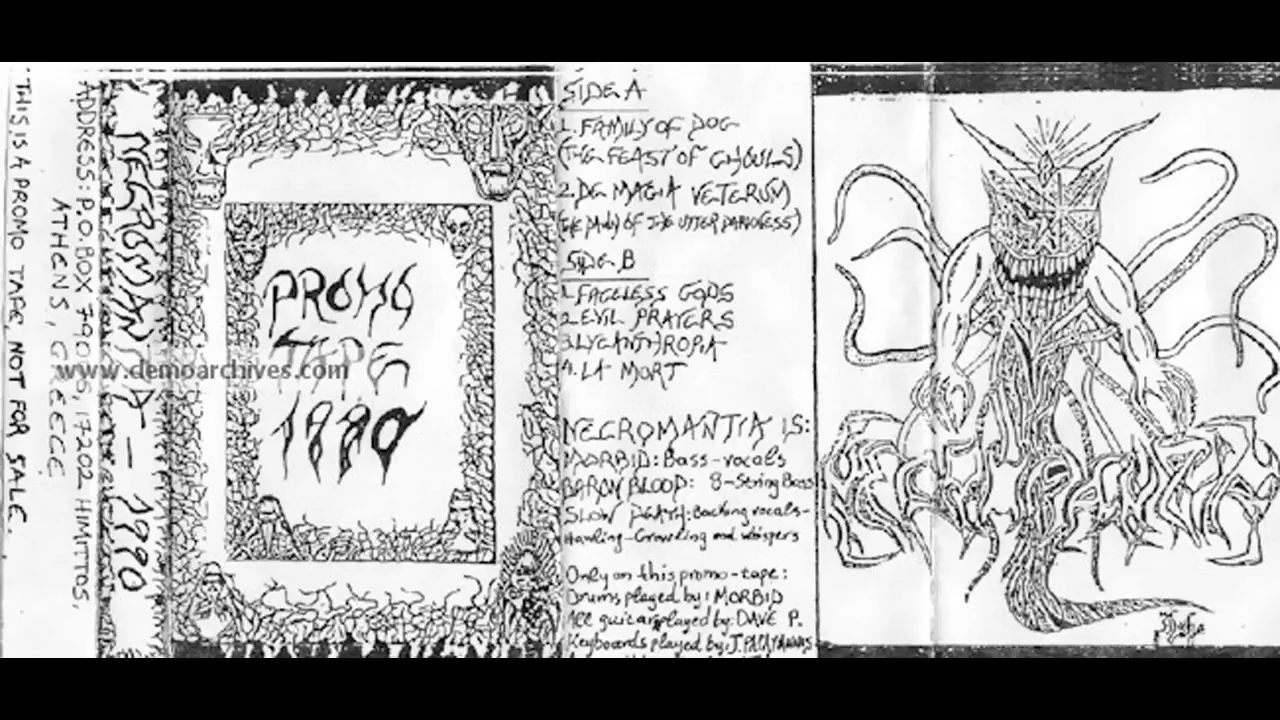 THIS IS A PROMO TAPE, NOT FOR SALE.
ADDRESS: P.O. BOX 79016, 17202 HIMITTOS,
ATHENS, GREECE
NECROMANTIA — 1990
PROMO
TAPE
1990
www.demoarchives.com
SIDE A
1. FAMILY OF DOG
(THE FEAST OF GHOULS)
2. DE MAGIA VETERUM
(THE PATH OF THE UTTER DARKNESS)
SIDE B
1. FACELESS GODS
2. EVIL PRAYERS
3. LYCANTHROPIA
4. LA MORT
NECROMANTIA IS:
MORBID: Bass-vocals
BARON BLOOD: 8-String Bass
SLOW DEATH: Backing vocals-
Howling-Growling and whispers
Only on this promo-tape:
Drums played by: MORBID
All guitars played by: DAVE P.
Keyboards played by: J.